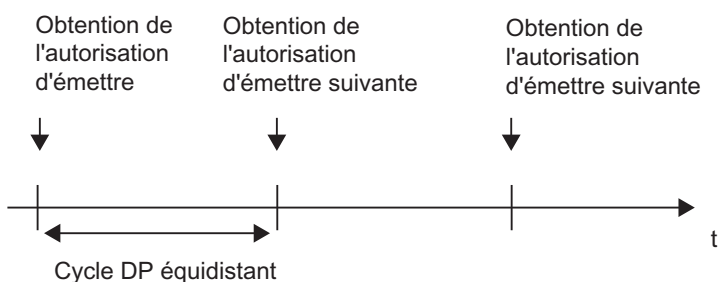 Obtention de
l'autorisation
d'émettre
Obtention de
l'autorisation
d'émettre suivante
Obtention de
l'autorisation
d'émettre suivante
t
Cycle DP équidistant